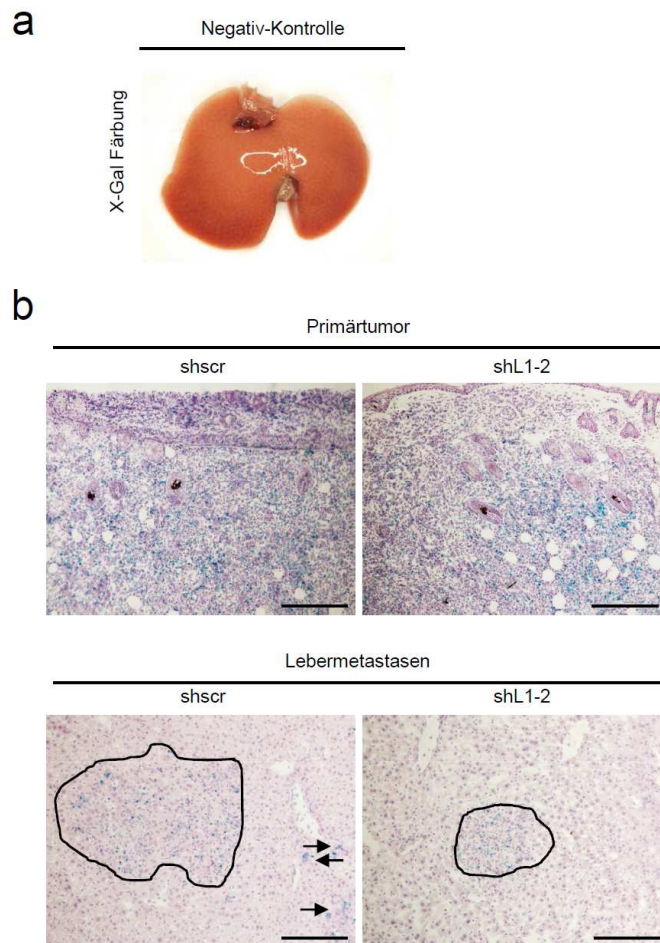 a
Negativ-Kontrolle
X-Gal Färbung
b
Primärtumor
shscr
shL1-2
Lebermetastasen
shscr
shL1-2